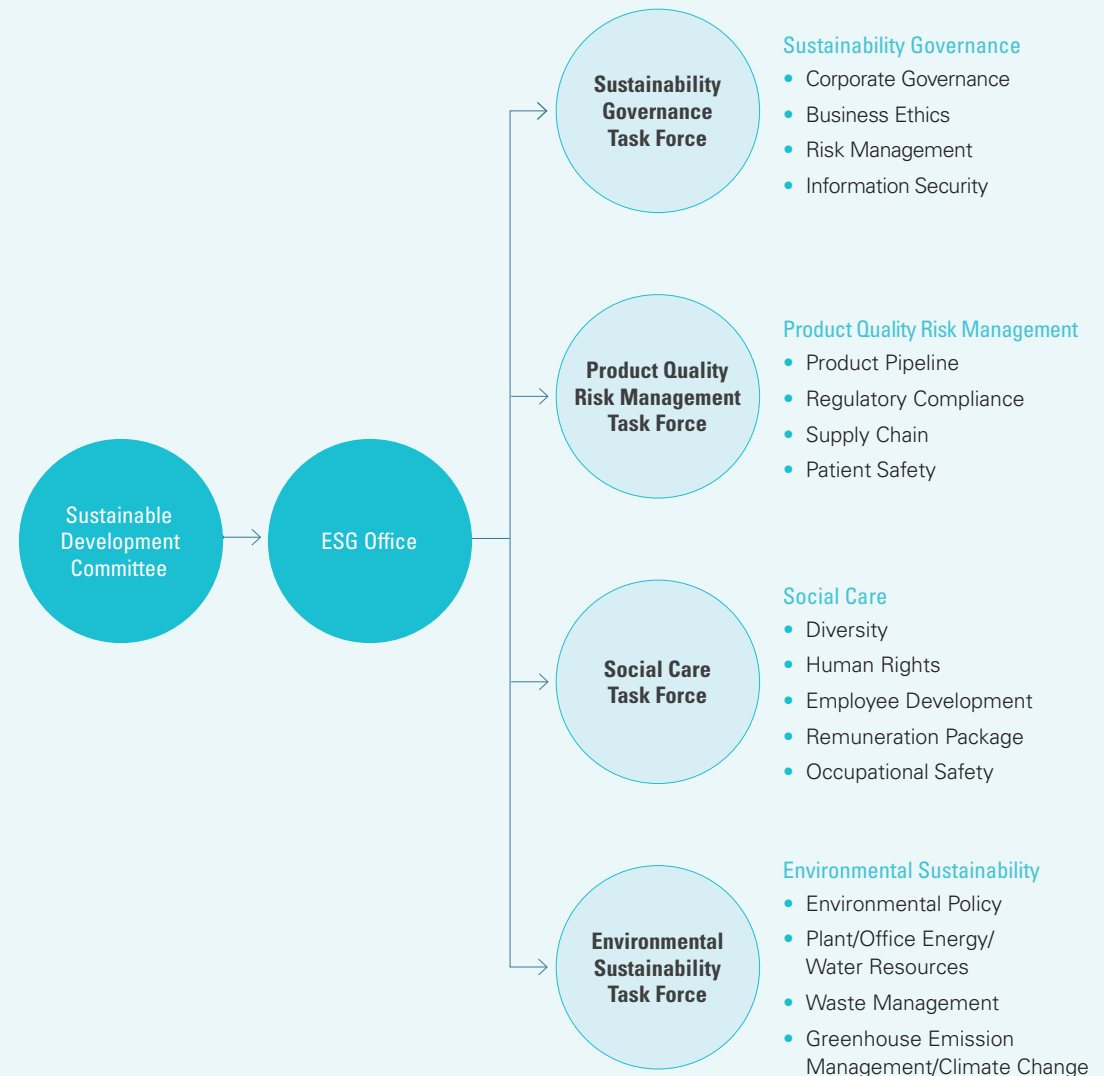 Sustainable
Development
Committee
ESG Office
Sustainability
Governance
Task Force
Sustainability Governance
• Corporate Governance
• Business Ethics
• Risk Management
• Information Security
Product Quality
Risk Management
Task Force
Product Quality Risk Management
• Product Pipeline
• Regulatory Compliance
• Supply Chain
• Patient Safety
Social Care
Task Force
Social Care
• Diversity
• Human Rights
• Employee Development
• Remuneration Package
• Occupational Safety
Environmental
Sustainability
Task Force
Environmental Sustainability
• Environmental Policy
• Plant/Office Energy/
Water Resources
• Waste Management
• Greenhouse Emission
Management/Climate Change